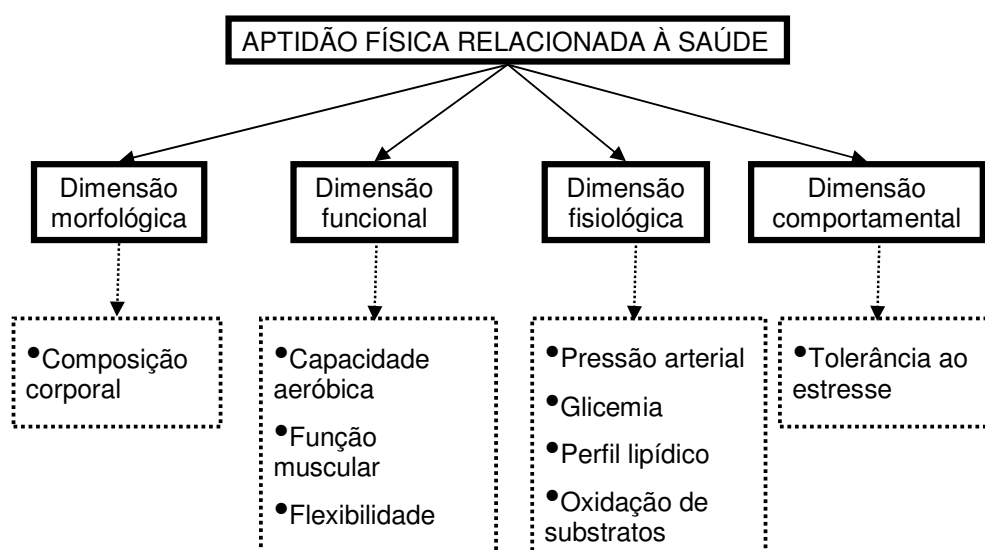 APTIDÃO FÍSICA RELACIONADA À SAÚDE
Dimensão
morfológica
Dimensão
funcional
Dimensão
fisiológica
Dimensão
comportamental
•Composição
corporal
•Capacidade
aeróbica
•Função
muscular
•Flexibilidade
•Pressão arterial
•Glicemia
•Perfil lipídico
•Oxidação de
substratos
•Tolerância ao
estresse